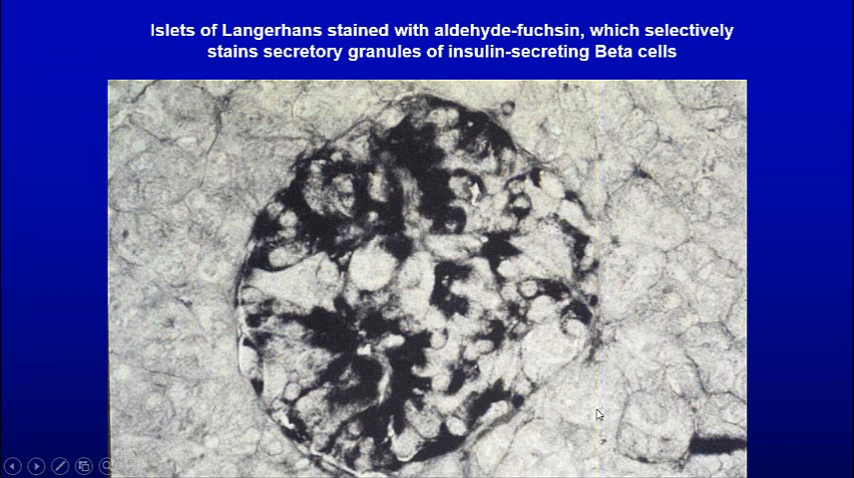 Islets of Langerhans stained with aldehyde-fuchsin, which selectively
stains secretory granules of insulin-secreting Beta cells